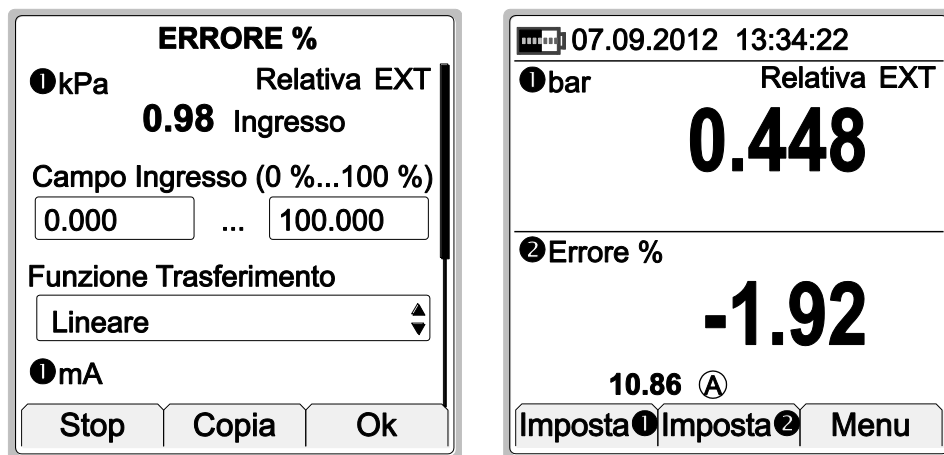 ERRORE %
❶kPa Relativa EXT
0.98 Ingresso
Campo Ingresso (0 %...100 %)
0.000 ... 100.000
Funzione Trasferimento
Lineare
❶mA
Stop Copia Ok
07.09.2012 13:34:22
❶bar Relativa EXT
0.448
❷Errore %
-1.92
10.86 Ⓐ
Imposta❶ Imposta❷ Menu